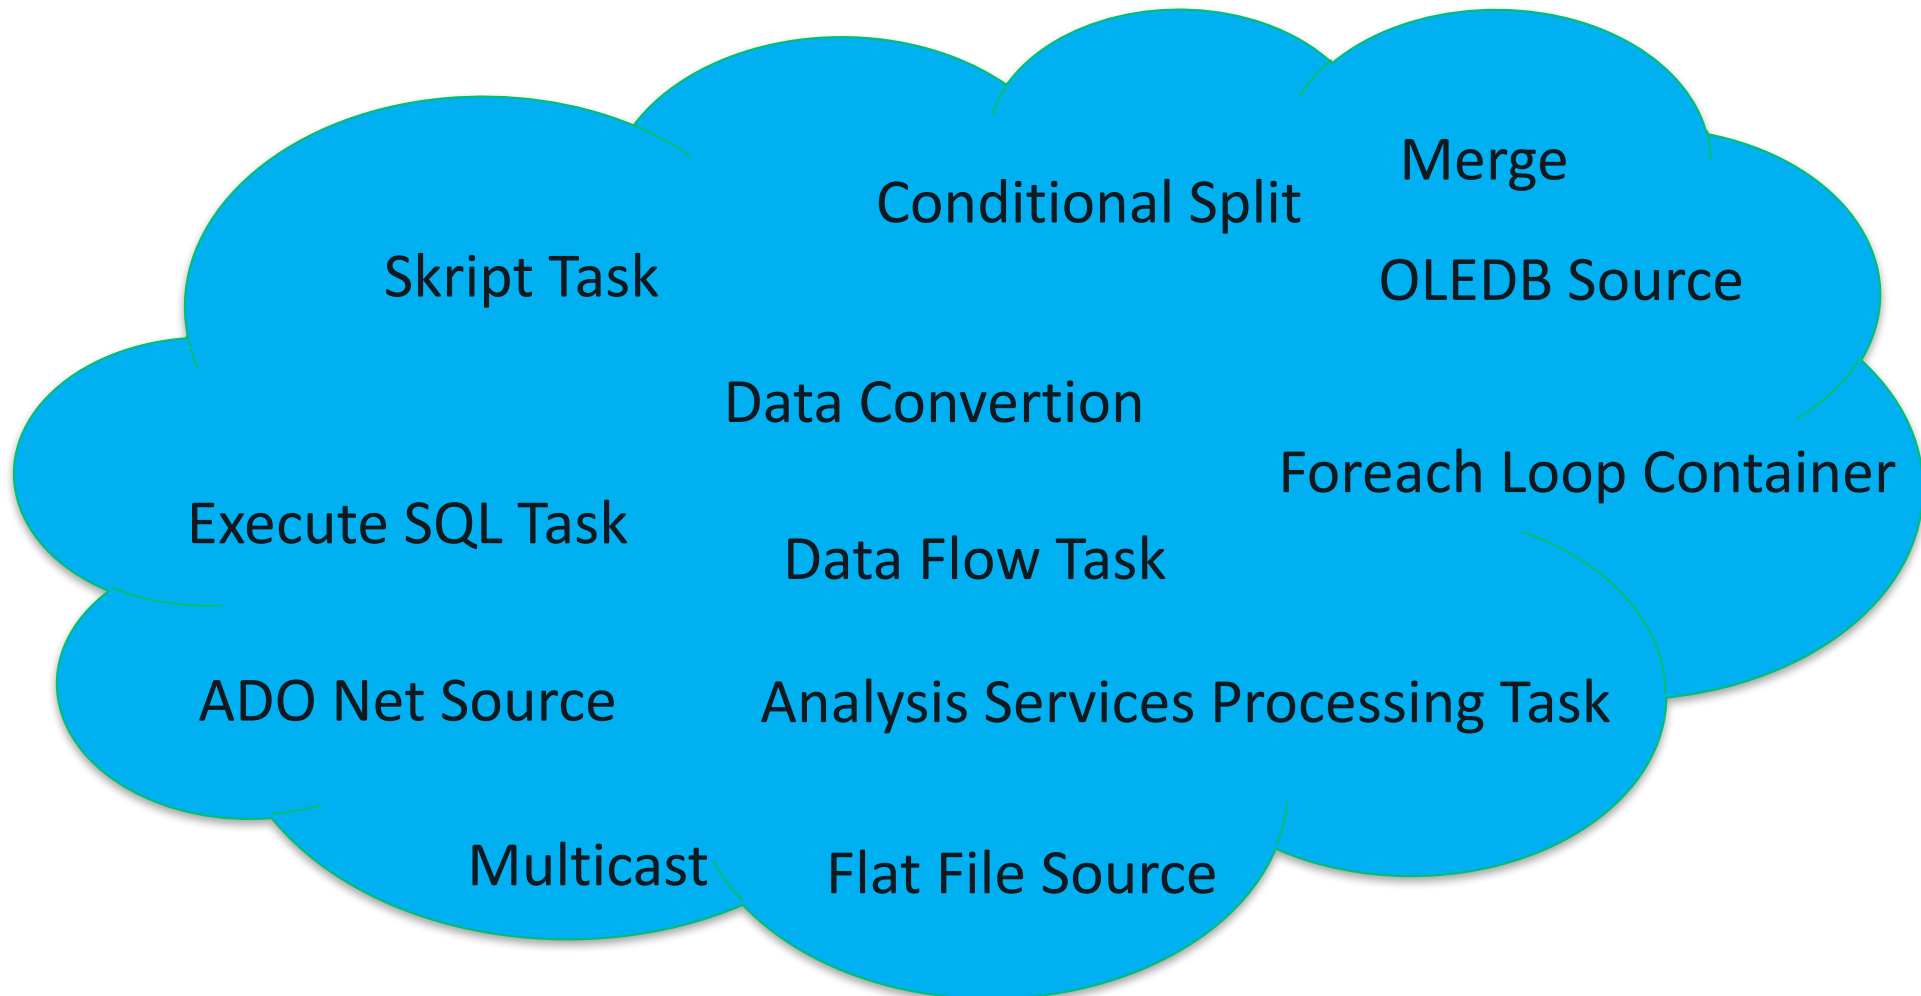 Merge
Conditional Split
Skript Task
OLEDB Source
Data Convertion
Foreach Loop Container
Execute SQL Task
Data Flow Task
ADO Net Source
Analysis Services Processing Task
Multicast
Flat File Source